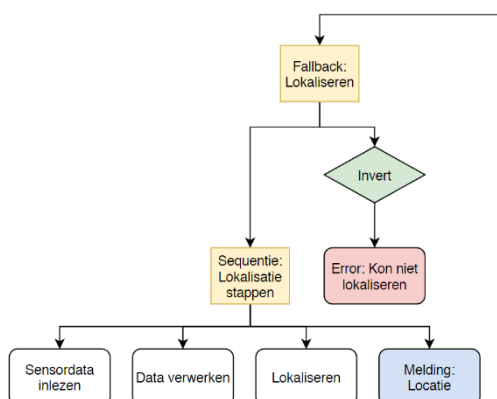 Fallback:
Lokaliseren
Invert
Sequentie:
Lokalisatie
stappen
Error: Kon niet
lokaliseren
Sensordata
inlezen
Data verwerken
Lokaliseren
Melding:
Locatie